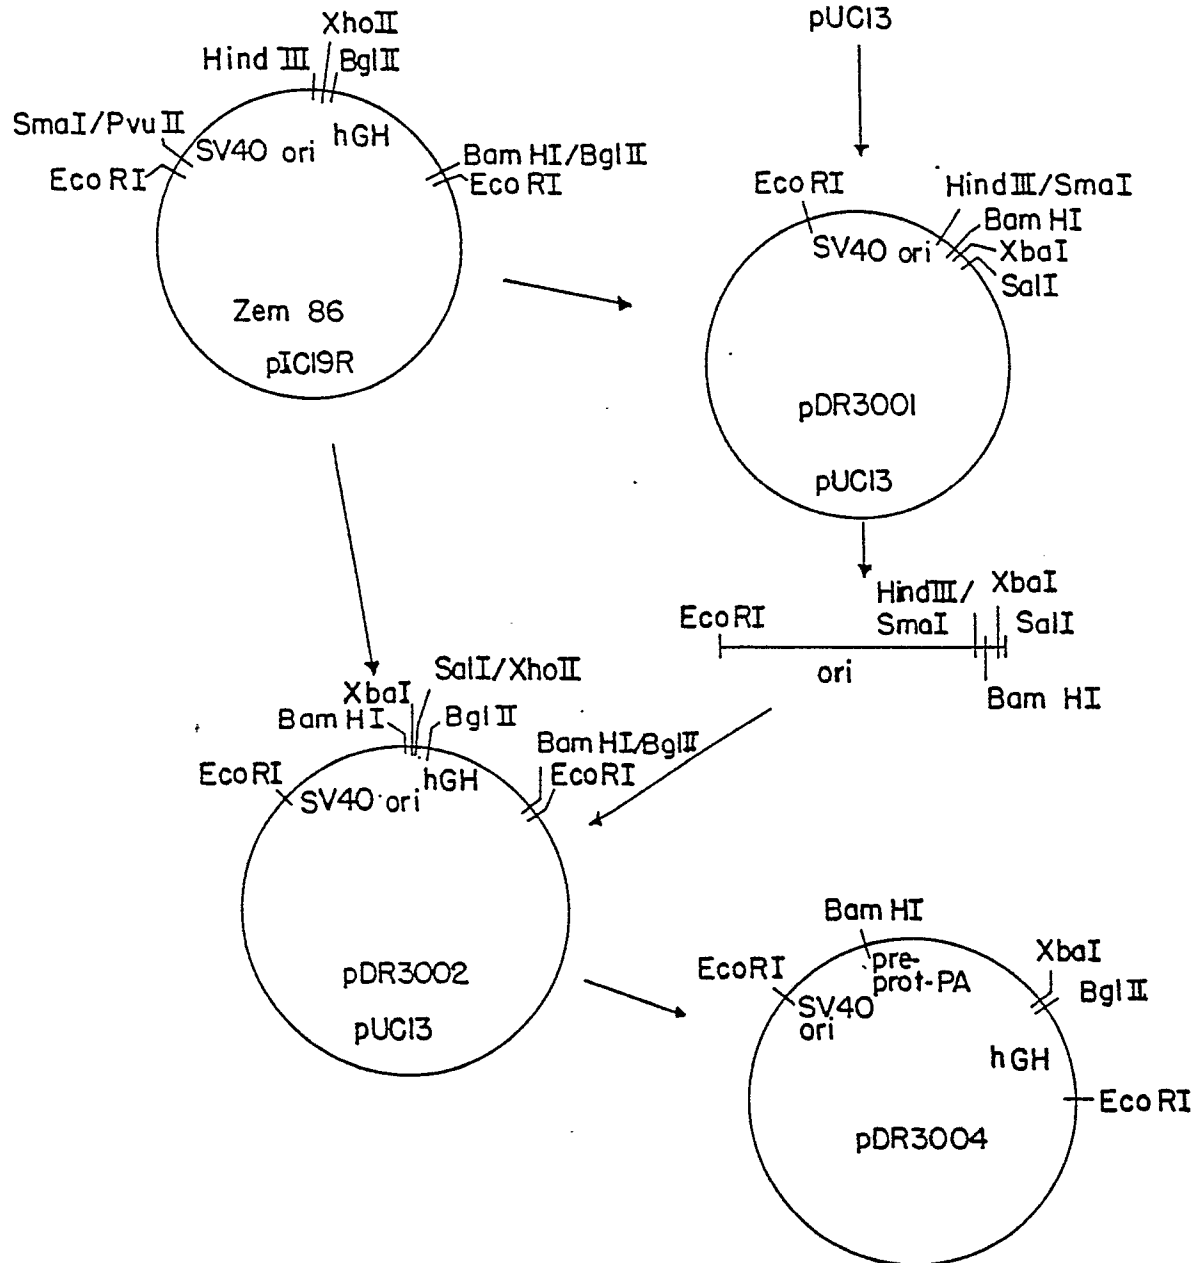 XhoII
Hind III
BglII
SmaI/PvuII
SV40 ori
hGH
EcoRI
BamHI/BglII
EcoRI
Zem 86
pIC19R
pUC13
EcoRI
HindIII/SmaI
BamHI
XbaI
SalI
SV40 ori
pDR3001
pUC13
EcoRI
HindIII/
SmaI
XbaI
SalI
ori
BamHI
SalI/XhoII
XbaI
BamHI
BglII
BamHI/BglII
EcoRI
EcoRI
SV40 ori
hGH
pDR3002
pUC13
BamHI
EcoRI
pre-
prot-PA
SV40
ori
XbaI
BglII
hGH
EcoRI
pDR3004